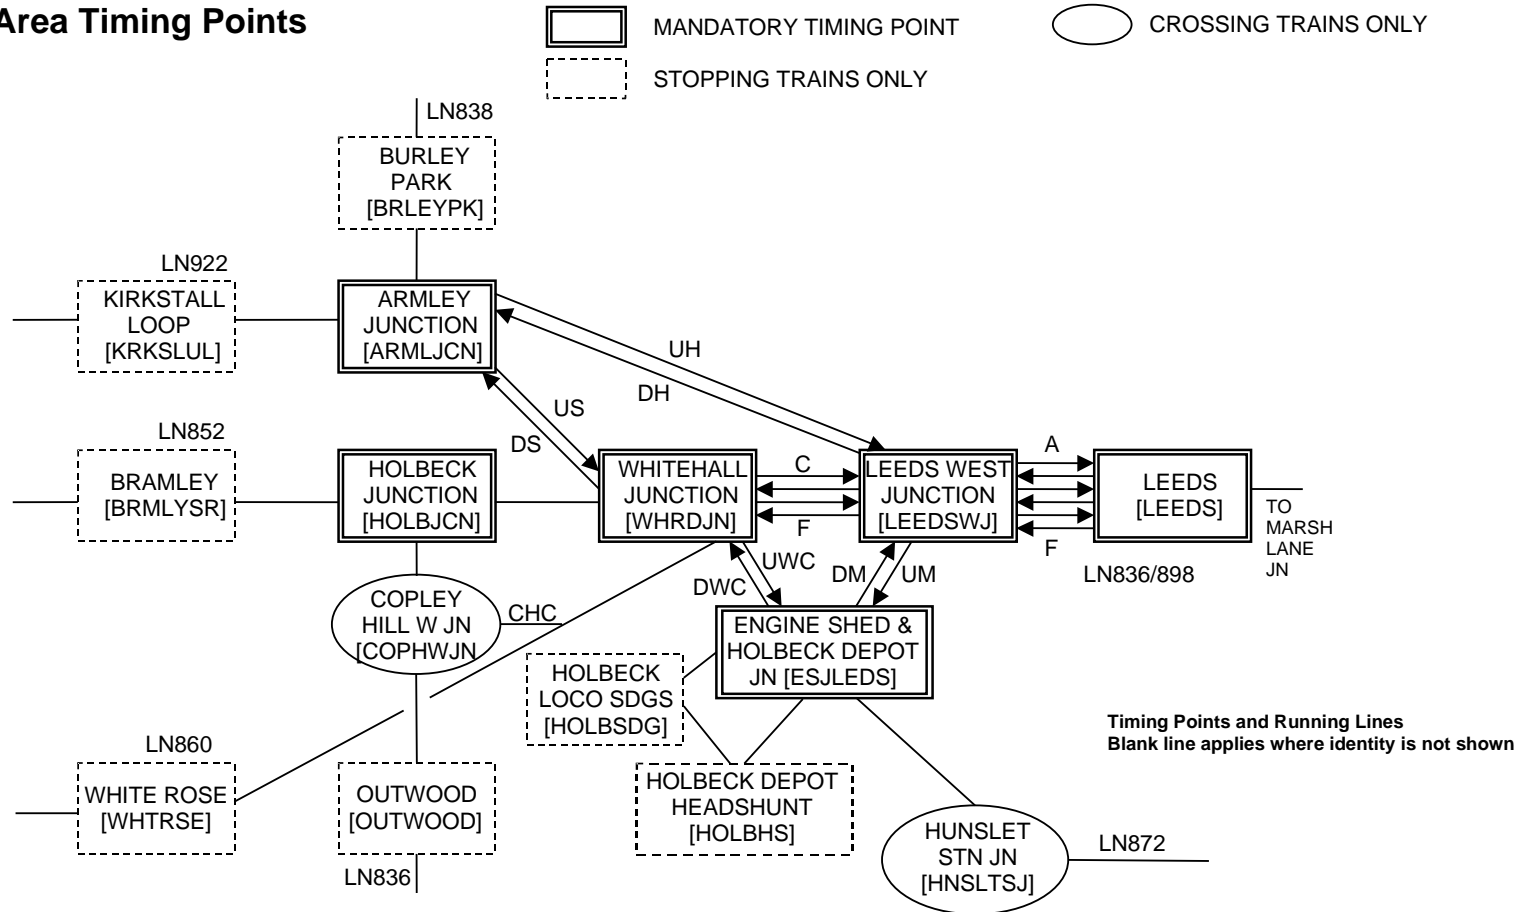 Area Timing Points
MANDATORY TIMING POINT
CROSSING TRAINS ONLY
STOPPING TRAINS ONLY
LN838
BURLEY
PARK
[BRLEYPK]
LN922
KIRKSTALL
LOOP
[KRKSLUL]
ARMLEY
JUNCTION
[ARMLJCN]
UH
DH
US
DS
LN852
BRAMLEY
[BRMLYSR]
HOLBECK
JUNCTION
[HOLBJCN]
WHITEHALL
JUNCTION
[WHRDJN]
C
F
LEEDS WEST
JUNCTION
[LEEDSWJ]
A
F
LEEDS
[LEEDS]
TO
MARSH
LANE
JN
LN836/898
UWC
DWC
DM
UM
COPLEY
HILL W JN
[COPHWJN
CHC
ENGINE SHED &
HOLBECK DEPOT
JN [ESJLEDS]
HOLBECK
LOCO SDGS
[HOLBSDG]
Timing Points and Running Lines
Blank line applies where identity is not shown
LN860
WHITE ROSE
[WHTRSE]
OUTWOOD
[OUTWOOD]
LN836
HOLBECK DEPOT
HEADSHUNT
[HOLBHS]
HUNSLET
STN JN
[HNSLTSJ]
LN872